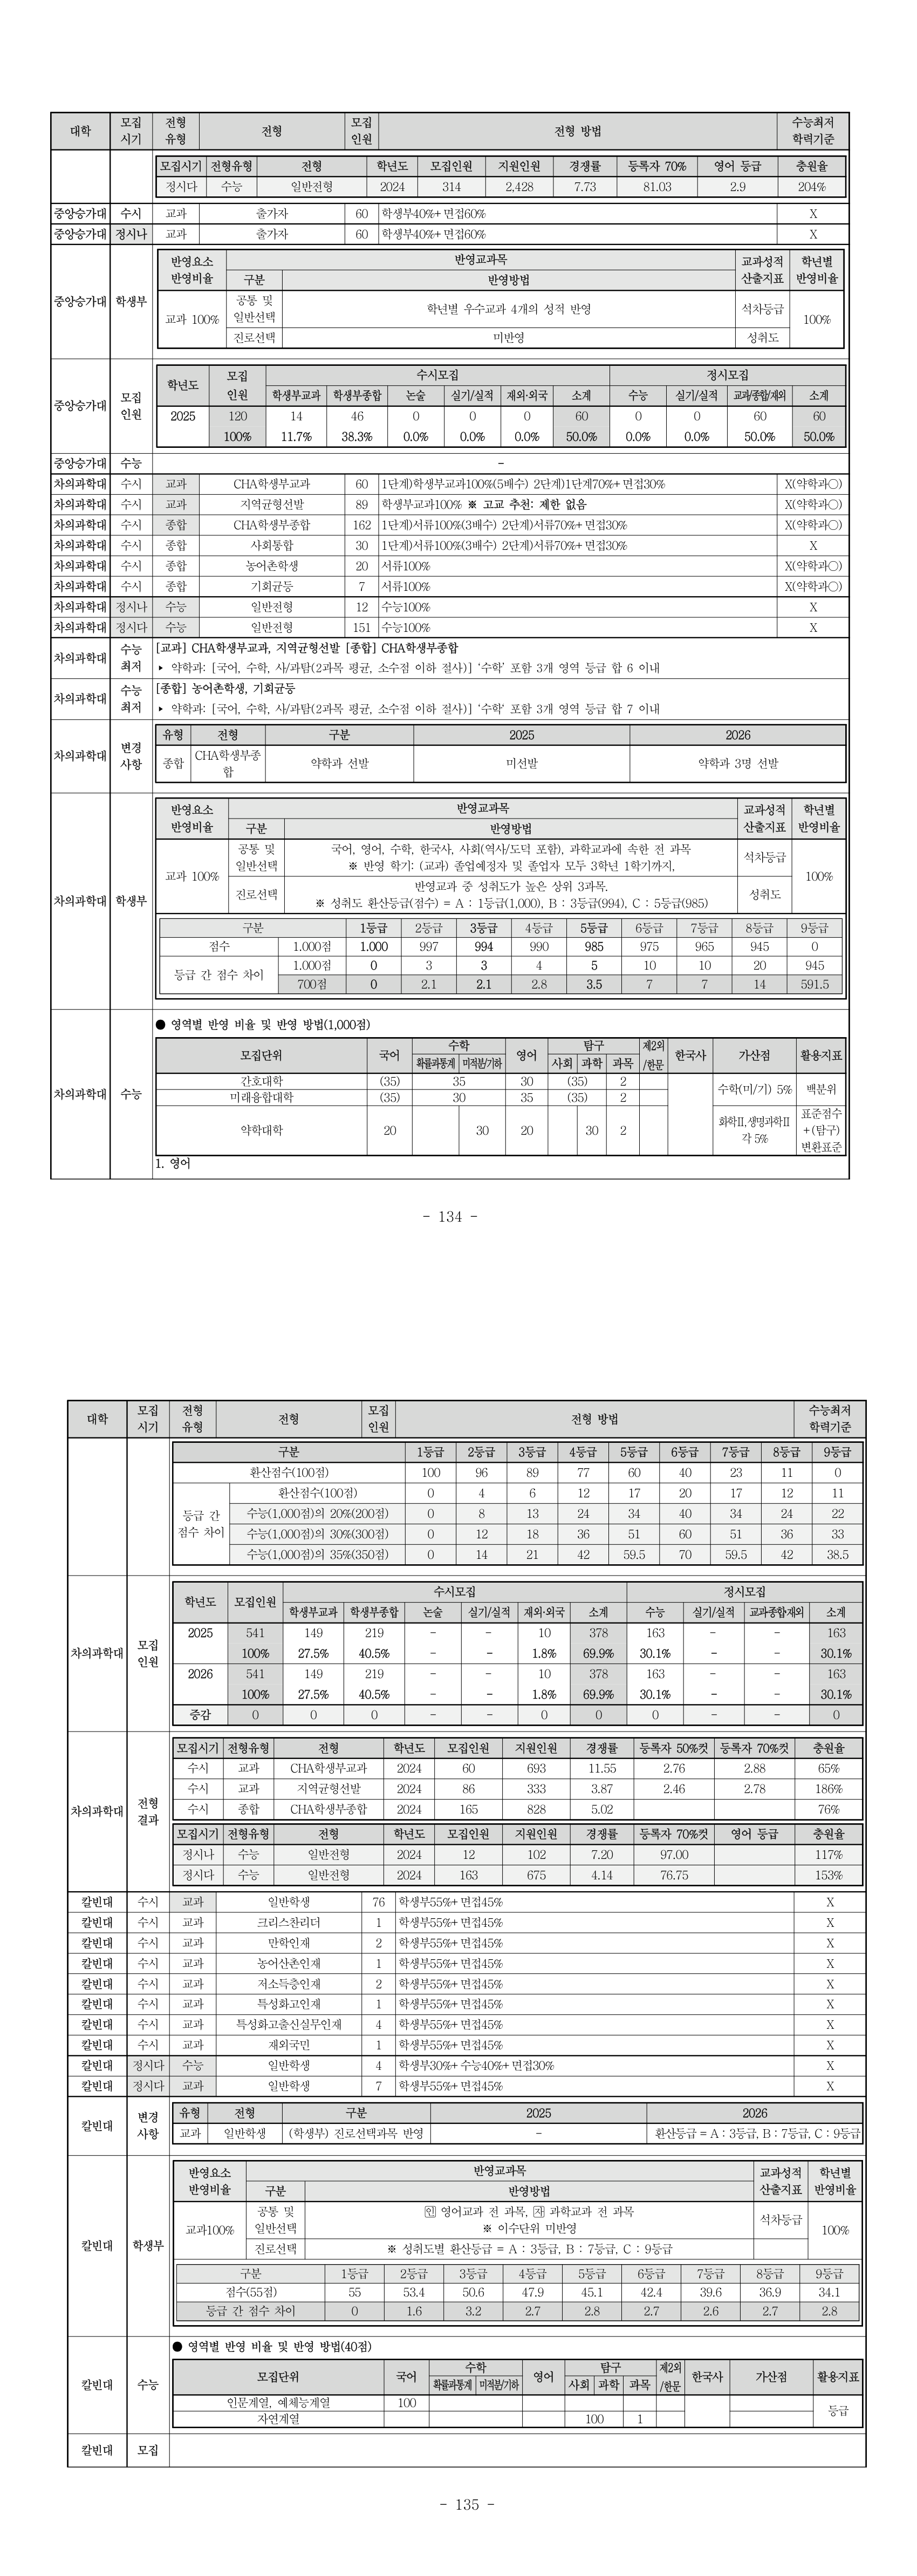 대학 모집시기 전형유형 전형 모집인원 전형 방법 수능최저학력기준
모집시기 전형유형 전형 학년도 모집인원 지원인원 경쟁률 등록자 70% 영어 등급 충원율
정시다 수능 일반전형 2024 314 2,428 7.73 81.03 2.9 204%
중앙승가대 수시 교과 출가자 60 학생부40%+면접60% X
중앙승가대 정시나 교과 출가자 60 학생부40%+면접60% X
중앙승가대 학생부
반영요소 반영비율 반영교과목 교과성적 산출지표 학년별 반영비율
구분 반영방법
교과 100% 공통 및 일반선택 학년별 우수교과 4개의 성적 반영 석차등급 100%
진로선택 미반영 성취도
중앙승가대 모집인원
학년도 모집인원 수시모집 정시모집
학생부교과 학생부종합 논술 실기/실적 재외·외국 소계 수능 실기/실적 교과/종합/재외 소계
2025 120 14 46 0 0 0 60 0 0 60 60
100% 11.7% 38.3% 0.0% 0.0% 0.0% 50.0% 0.0% 0.0% 50.0% 50.0%
중앙승가대 수능 -
차의과학대 수시 교과 CHA학생부교과 60 1단계)학생부교과100%(5배수) 2단계)1단계70%+면접30% X(약학과○)
차의과학대 수시 교과 지역균형선발 89 학생부교과100% ※ 고교 추천: 제한 없음 X(약학과○)
차의과학대 수시 종합 CHA학생부종합 162 1단계)서류100%(3배수) 2단계)서류70%+면접30% X(약학과○)
차의과학대 수시 종합 사회통합 30 1단계)서류100%(3배수) 2단계)서류70%+면접30% X
차의과학대 수시 종합 농어촌학생 20 서류100% X(약학과○)
차의과학대 수시 종합 기회균등 7 서류100% X(약학과○)
차의과학대 정시나 수능 일반전형 12 수능100% X
차의과학대 정시다 수능 일반전형 151 수능100% X
차의과학대 수능최저 [교과] CHA학생부교과, 지역균형선발 [종합] CHA학생부종합
▸ 약학과: [국어, 수학, 사/과탐(2과목 평균, 소수점 이하 절사)] ‘수학’ 포함 3개 영역 등급 합 6 이내
차의과학대 수능최저 [종합] 농어촌학생, 기회균등
▸ 약학과: [국어, 수학, 사/과탐(2과목 평균, 소수점 이하 절사)] ‘수학’ 포함 3개 영역 등급 합 7 이내
차의과학대 변경사항
유형 전형 구분 2025 2026
종합 CHA학생부종합 약학과 선발 미선발 약학과 3명 선발
차의과학대 학생부
반영요소 반영비율 반영교과목 교과성적 산출지표 학년별 반영비율
구분 반영방법
교과 100% 공통 및 일반선택 국어, 영어, 수학, 한국사, 사회(역사/도덕 포함), 과학교과에 속한 전 과목 석차등급 100%
※ 반영 학기: (교과) 졸업예정자 및 졸업자 모두 3학년 1학기까지,
진로선택 반영교과 중 성취도가 높은 상위 3과목. 성취도
※ 성취도 환산등급(점수) = A : 1등급(1,000), B : 3등급(994), C : 5등급(985)
구분 1등급 2등급 3등급 4등급 5등급 6등급 7등급 8등급 9등급
점수 1.000점 1.000 997 994 990 985 975 965 945 0
등급 간 점수 차이 1.000점 0 3 3 4 5 10 10 20 945
700점 0 2.1 2.1 2.8 3.5 7 7 14 591.5
차의과학대 수능
● 영역별 반영 비율 및 반영 방법(1,000점)
모집단위 국어 수학 영어 탐구 제2외/한문 한국사 가산점 활용지표
확률과통계 미적분/기하 사회 과학 과목
간호대학 (35) 35 30 (35) 2 수학(미/기) 5% 백분위
미래융합대학 (35) 30 35 (35) 2
약학대학 20 30 20 30 2 화학Ⅱ,생명과학Ⅱ 각 5% 표준점수+(탐구)변환표준
1. 영어
- 134 -
대학 모집시기 전형유형 전형 모집인원 전형 방법 수능최저학력기준
구분 1등급 2등급 3등급 4등급 5등급 6등급 7등급 8등급 9등급
환산점수(100점) 100 96 89 77 60 40 23 11 0
등급 간 점수 차이 환산점수(100점) 0 4 6 12 17 20 17 12 11
수능(1,000점)의 20%(200점) 0 8 13 24 34 40 34 24 22
수능(1,000점)의 30%(300점) 0 12 18 36 51 60 51 36 33
수능(1,000점)의 35%(350점) 0 14 21 42 59.5 70 59.5 42 38.5
차의과학대 모집인원
학년도 모집인원 수시모집 정시모집
학생부교과 학생부종합 논술 실기/실적 재외·외국 소계 수능 실기/실적 교과종합재외 소계
2025 541 149 219 - - 10 378 163 - - 163
100% 27.5% 40.5% - - 1.8% 69.9% 30.1% - - 30.1%
2026 541 149 219 - - 10 378 163 - - 163
100% 27.5% 40.5% - - 1.8% 69.9% 30.1% - - 30.1%
증감 0 0 0 - - 0 0 0 - - 0
차의과학대 전형결과
모집시기 전형유형 전형 학년도 모집인원 지원인원 경쟁률 등록자 50%컷 등록자 70%컷 충원율
수시 교과 CHA학생부교과 2024 60 693 11.55 2.76 2.88 65%
수시 교과 지역균형선발 2024 86 333 3.87 2.46 2.78 186%
수시 종합 CHA학생부종합 2024 165 828 5.02 76%
모집시기 전형유형 전형 학년도 모집인원 지원인원 경쟁률 등록자 70%컷 영어 등급 충원율
정시나 수능 일반전형 2024 12 102 7.20 97.00 117%
정시다 수능 일반전형 2024 163 675 4.14 76.75 153%
칼빈대 수시 교과 일반학생 76 학생부55%+면접45% X
칼빈대 수시 교과 크리스찬리더 1 학생부55%+면접45% X
칼빈대 수시 교과 만학인재 2 학생부55%+면접45% X
칼빈대 수시 교과 농어산촌인재 1 학생부55%+면접45% X
칼빈대 수시 교과 저소득층인재 2 학생부55%+면접45% X
칼빈대 수시 교과 특성화고인재 1 학생부55%+면접45% X
칼빈대 수시 교과 특성화고출신실무인재 4 학생부55%+면접45% X
칼빈대 수시 교과 재외국민 1 학생부55%+면접45% X
칼빈대 정시다 수능 일반학생 4 학생부30%+수능40%+면접30% X
칼빈대 정시다 교과 일반학생 7 학생부55%+면접45% X
칼빈대 변경사항
유형 전형 구분 2025 2026
교과 일반학생 (학생부) 진로선택과목 반영 - 환산등급 = A : 3등급, B : 7등급, C : 9등급
칼빈대 학생부
반영요소 반영비율 반영교과목 교과성적 산출지표 학년별 반영비율
구분 반영방법
교과100% 공통 및 일반선택 인 영어교과 전 과목, 자 과학교과 전 과목 석차등급 100%
※ 이수단위 미반영
진로선택 ※ 성취도별 환산등급 = A : 3등급, B : 7등급, C : 9등급
구분 1등급 2등급 3등급 4등급 5등급 6등급 7등급 8등급 9등급
점수(55점) 55 53.4 50.6 47.9 45.1 42.4 39.6 36.9 34.1
등급 간 점수 차이 0 1.6 3.2 2.7 2.8 2.7 2.6 2.7 2.8
칼빈대 수능
● 영역별 반영 비율 및 반영 방법(40점)
모집단위 국어 수학 영어 탐구 제2외/한문 한국사 가산점 활용지표
확률과통계 미적분/기하 사회 과학 과목
인문계열, 예체능계열 100 등급
자연계열 100 1
칼빈대 모집
- 135 -